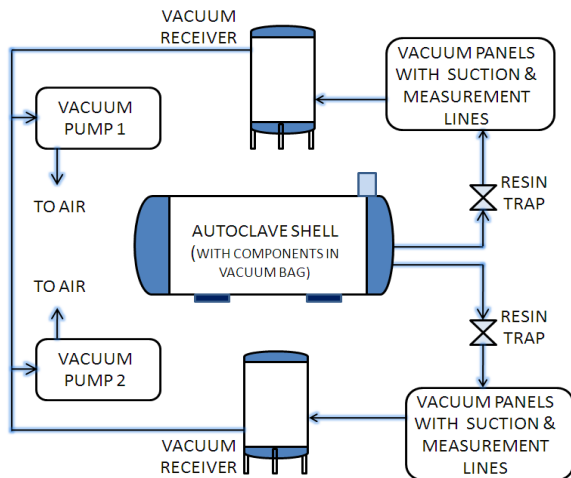 VACUUM
RECEIVER
VACUUM PANELS
WITH SUCTION &
MEASUREMENT
LINES
VACUUM
PUMP 1
TO AIR
RESIN
TRAP
AUTOCLAVE SHELL
(WITH COMPONENTS IN
VACUUM BAG)
TO AIR
RESIN
TRAP
VACUUM
PUMP 2
VACUUM PANELS
WITH SUCTION &
MEASUREMENT
LINES
VACUUM
RECEIVER